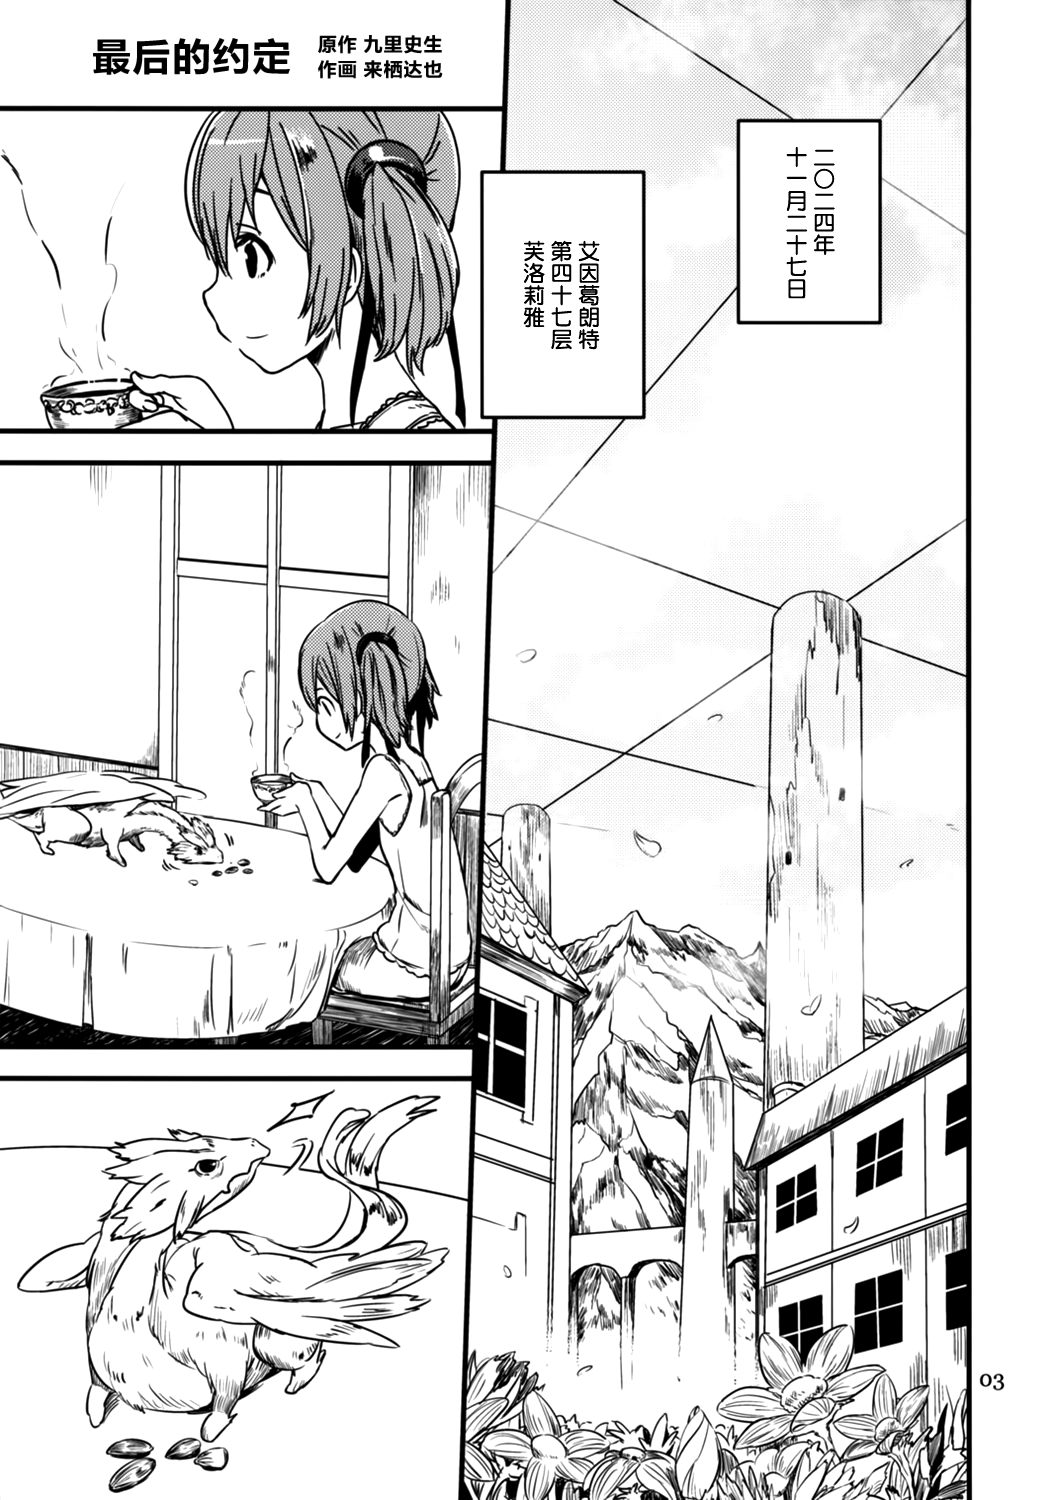 最后的约定
原作 九里史生
作画 来栖达也
二〇二四年
十一月二十七日
艾因葛朗特
第四十七层
芙洛莉雅
03